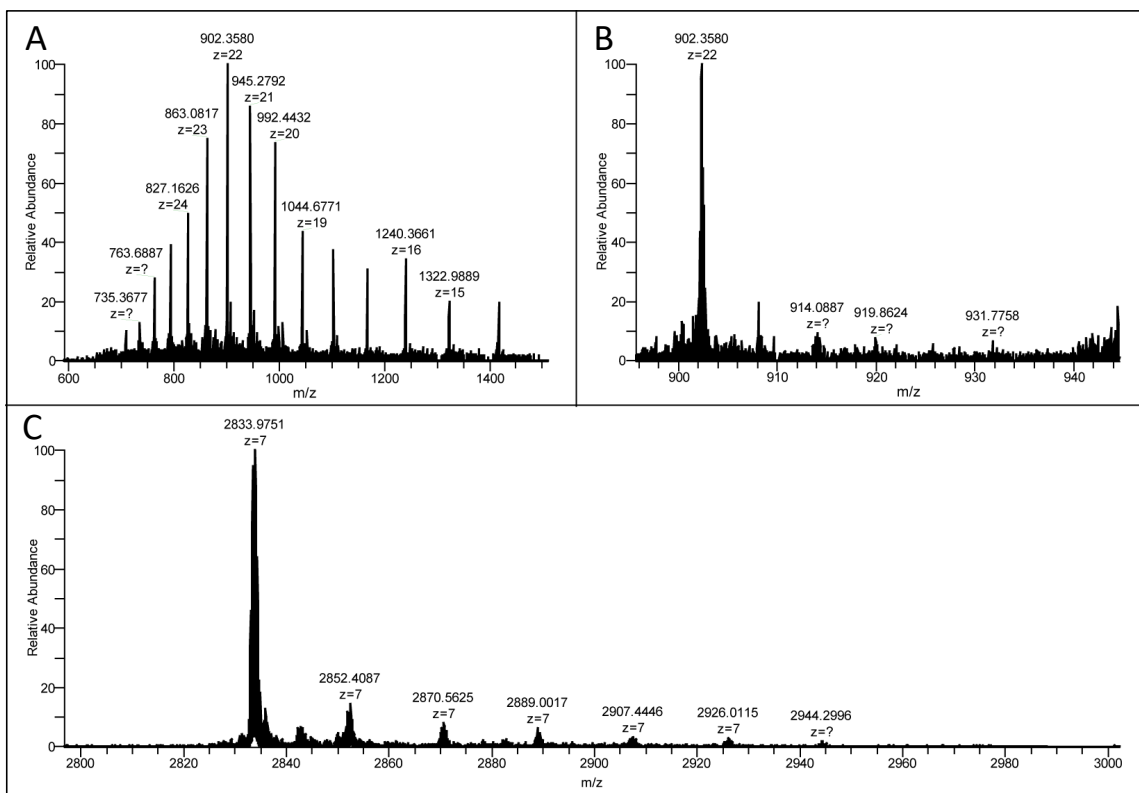 A
902.3580
z=22
945.2792
z=21
863.0817
z=23
992.4432
z=20
827.1626
z=24
1044.6771
z=19
763.6887
z=?
1240.3661
z=16
735.3677
z=?
1322.9889
z=15
Relative Abundance
100
80
60
40
20
0
600 800 1000 1200 1400
m/z
B
902.3580
z=22
914.0887
z=?
919.8624
z=?
931.7758
z=?
Relative Abundance
100
80
60
40
20
0
900 910 920 930 940
m/z
C
2833.9751
z=7
2852.4087
z=7
2870.5625
z=7
2889.0017
z=7
2907.4446
z=7
2926.0115
z=7
2944.2996
z=?
Relative Abundance
100
80
60
40
20
0
2800 2820 2840 2860 2880 2900 2920 2940 2960 2980 3000
m/z